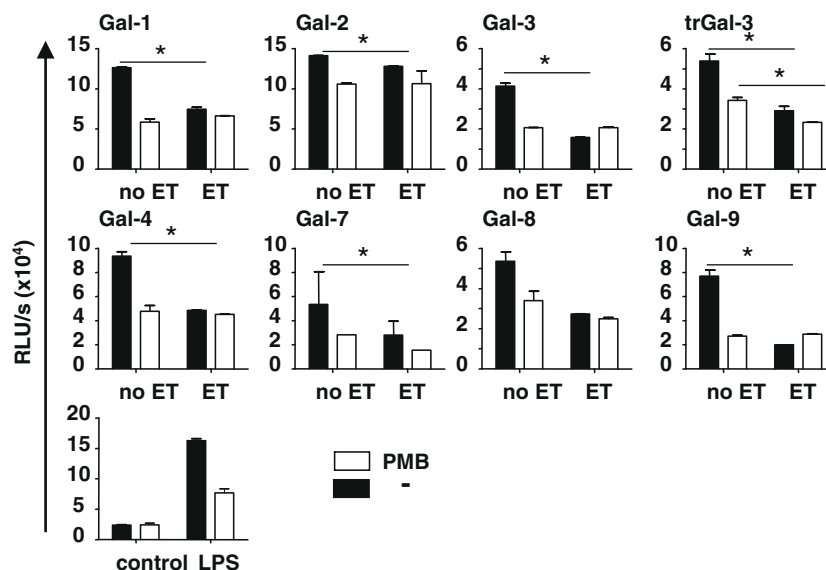 Gal-1 Gal-2 Gal-3 trGal-3
15 15 6 6
* * * * *
10 10 4 4
5 5 2 2
0 0 0 0
no ET ET no ET ET no ET ET no ET ET
Gal-4 Gal-7 Gal-8 Gal-9
10 10 10
8 * 8 * 6 8 *
6 6 4 6
4 4 2 4
2 2 2
0 0 0 0
no ET ET no ET ET no ET ET no ET ET
RLU/s (x10⁴)
20
15
10
5
0
control LPS
PMB
-